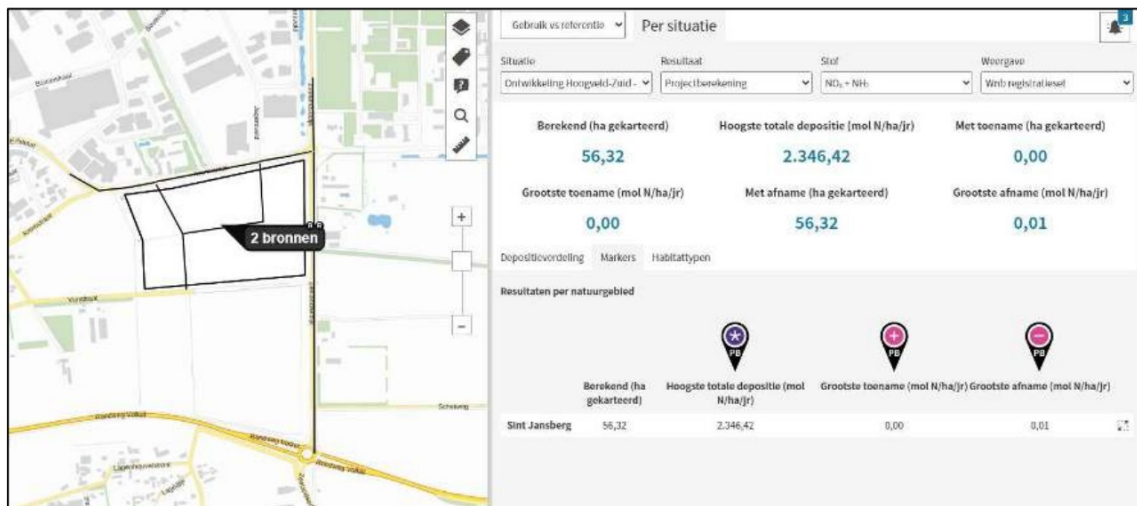 Gebruik vs referentie
Per situatie
3
Situatie
Resultaat
Stof
Weergave
Ontwikkeling Hoogveld-Zuid -
Projectberekening
NOₓ + NH₃
Wnb registratieset
Berekend (ha gekarteerd)
Hoogste totale depositie (mol N/ha/jr)
Met toename (ha gekarteerd)
56,32
2.346,42
0,00
Grootste toename (mol N/ha/jr)
Met afname (ha gekarteerd)
Grootste afname (mol N/ha/jr)
0,00
56,32
0,01
Depositieverdeling
Markers
Habitattypen
Resultaten per natuurgebied
PB
PB
PB
Berekend (ha
gekarteerd)
Hoogste totale depositie (mol
N/ha/jr)
Grootste toename (mol N/ha/jr)
Grootste afname (mol N/ha/jr)
Sint Jansberg
56,32
2.346,42
0,00
0,01
2 bronnen
Randweg
Randweg
Randweg